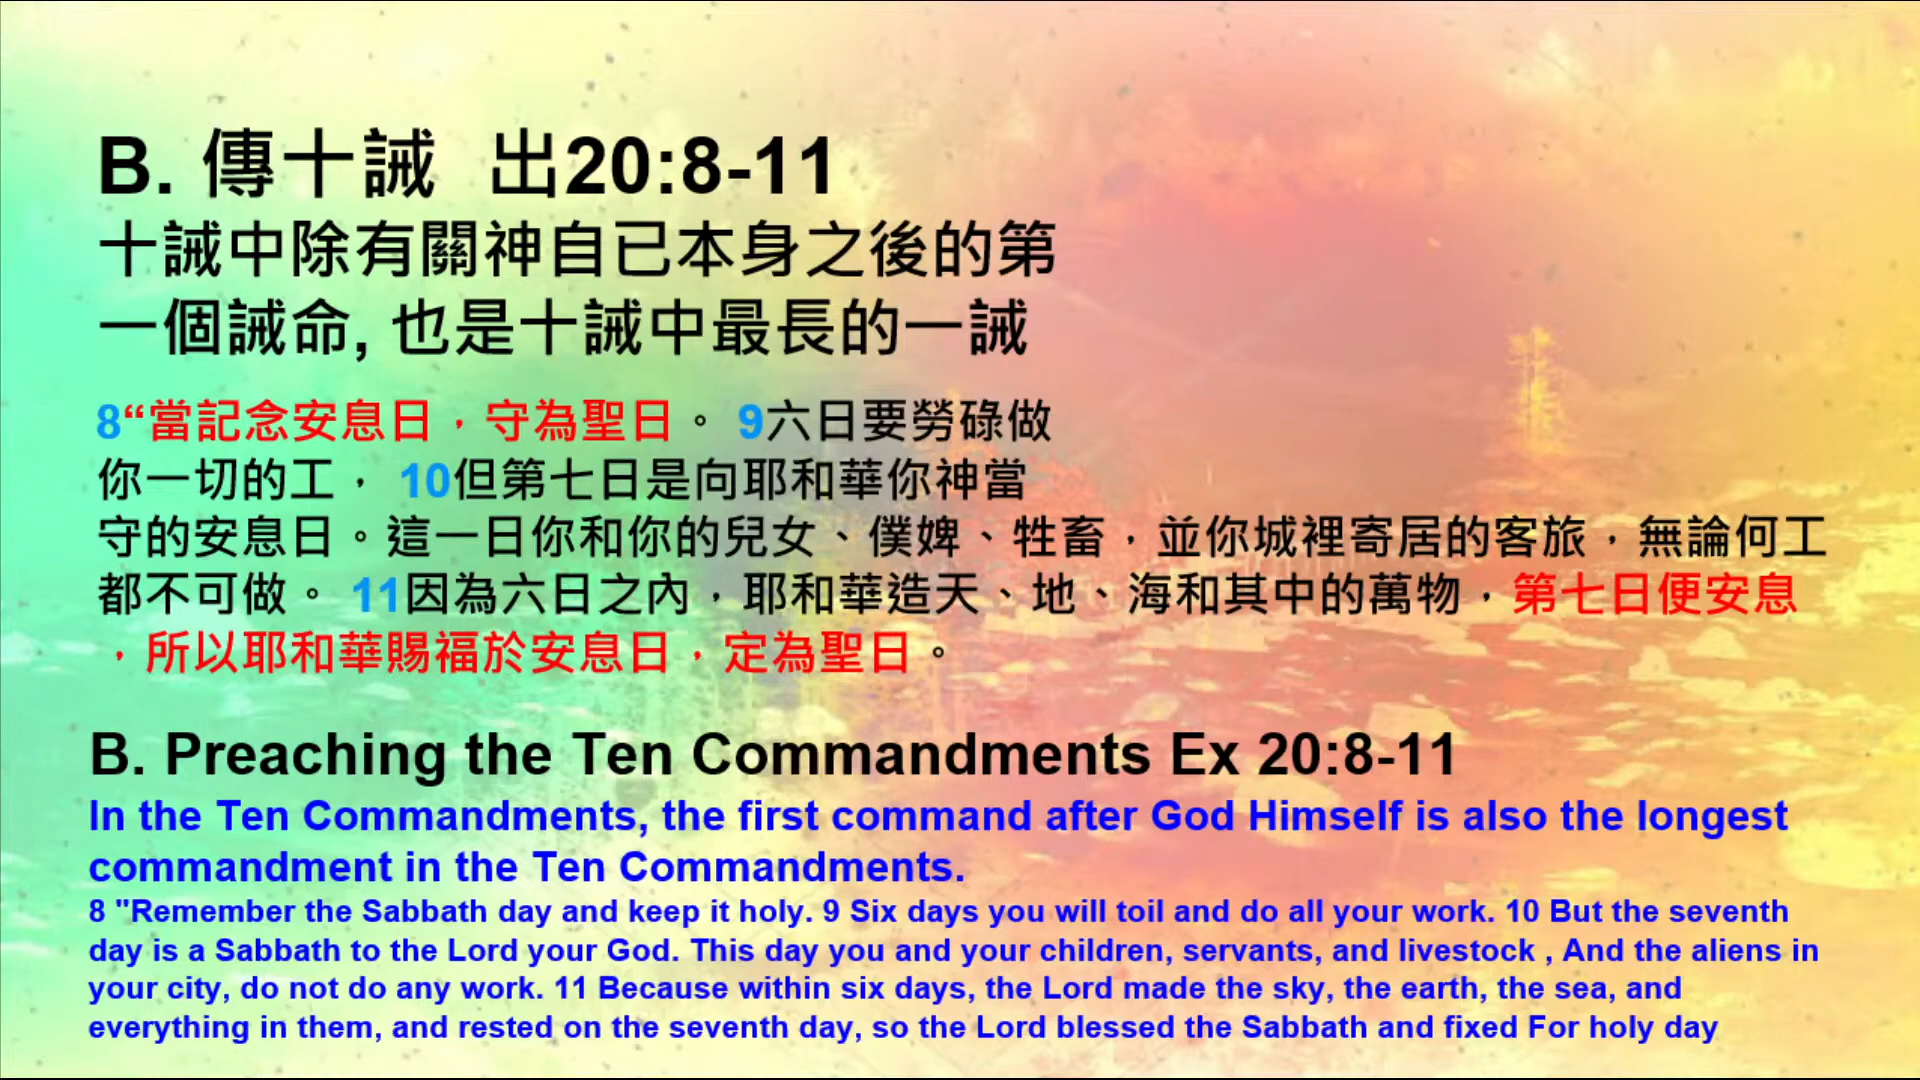 B. 傳十誡  出20:8-11
十誡中除有關神自已本身之後的第
一個誡命, 也是十誡中最長的一誡
8“當記念安息日，守為聖日。 9六日要勞碌做
你一切的工， 10但第七日是向耶和華你神當
守的安息日。這一日你和你的兒女、僕婢、牲畜，並你城裡寄居的客旅，無論何工
都不可做。 11因為六日之內，耶和華造天、地、海和其中的萬物，第七日便安息
，所以耶和華賜福於安息日，定為聖日。
B. Preaching the Ten Commandments Ex 20:8-11
In the Ten Commandments, the first command after God Himself is also the longest
commandment in the Ten Commandments.
8 "Remember the Sabbath day and keep it holy. 9 Six days you will toil and do all your work. 10 But the seventh
day is a Sabbath to the Lord your God. This day you and your children, servants, and livestock , And the aliens in
your city, do not do any work. 11 Because within six days, the Lord made the sky, the earth, the sea, and
everything in them, and rested on the seventh day, so the Lord blessed the Sabbath and fixed For holy day